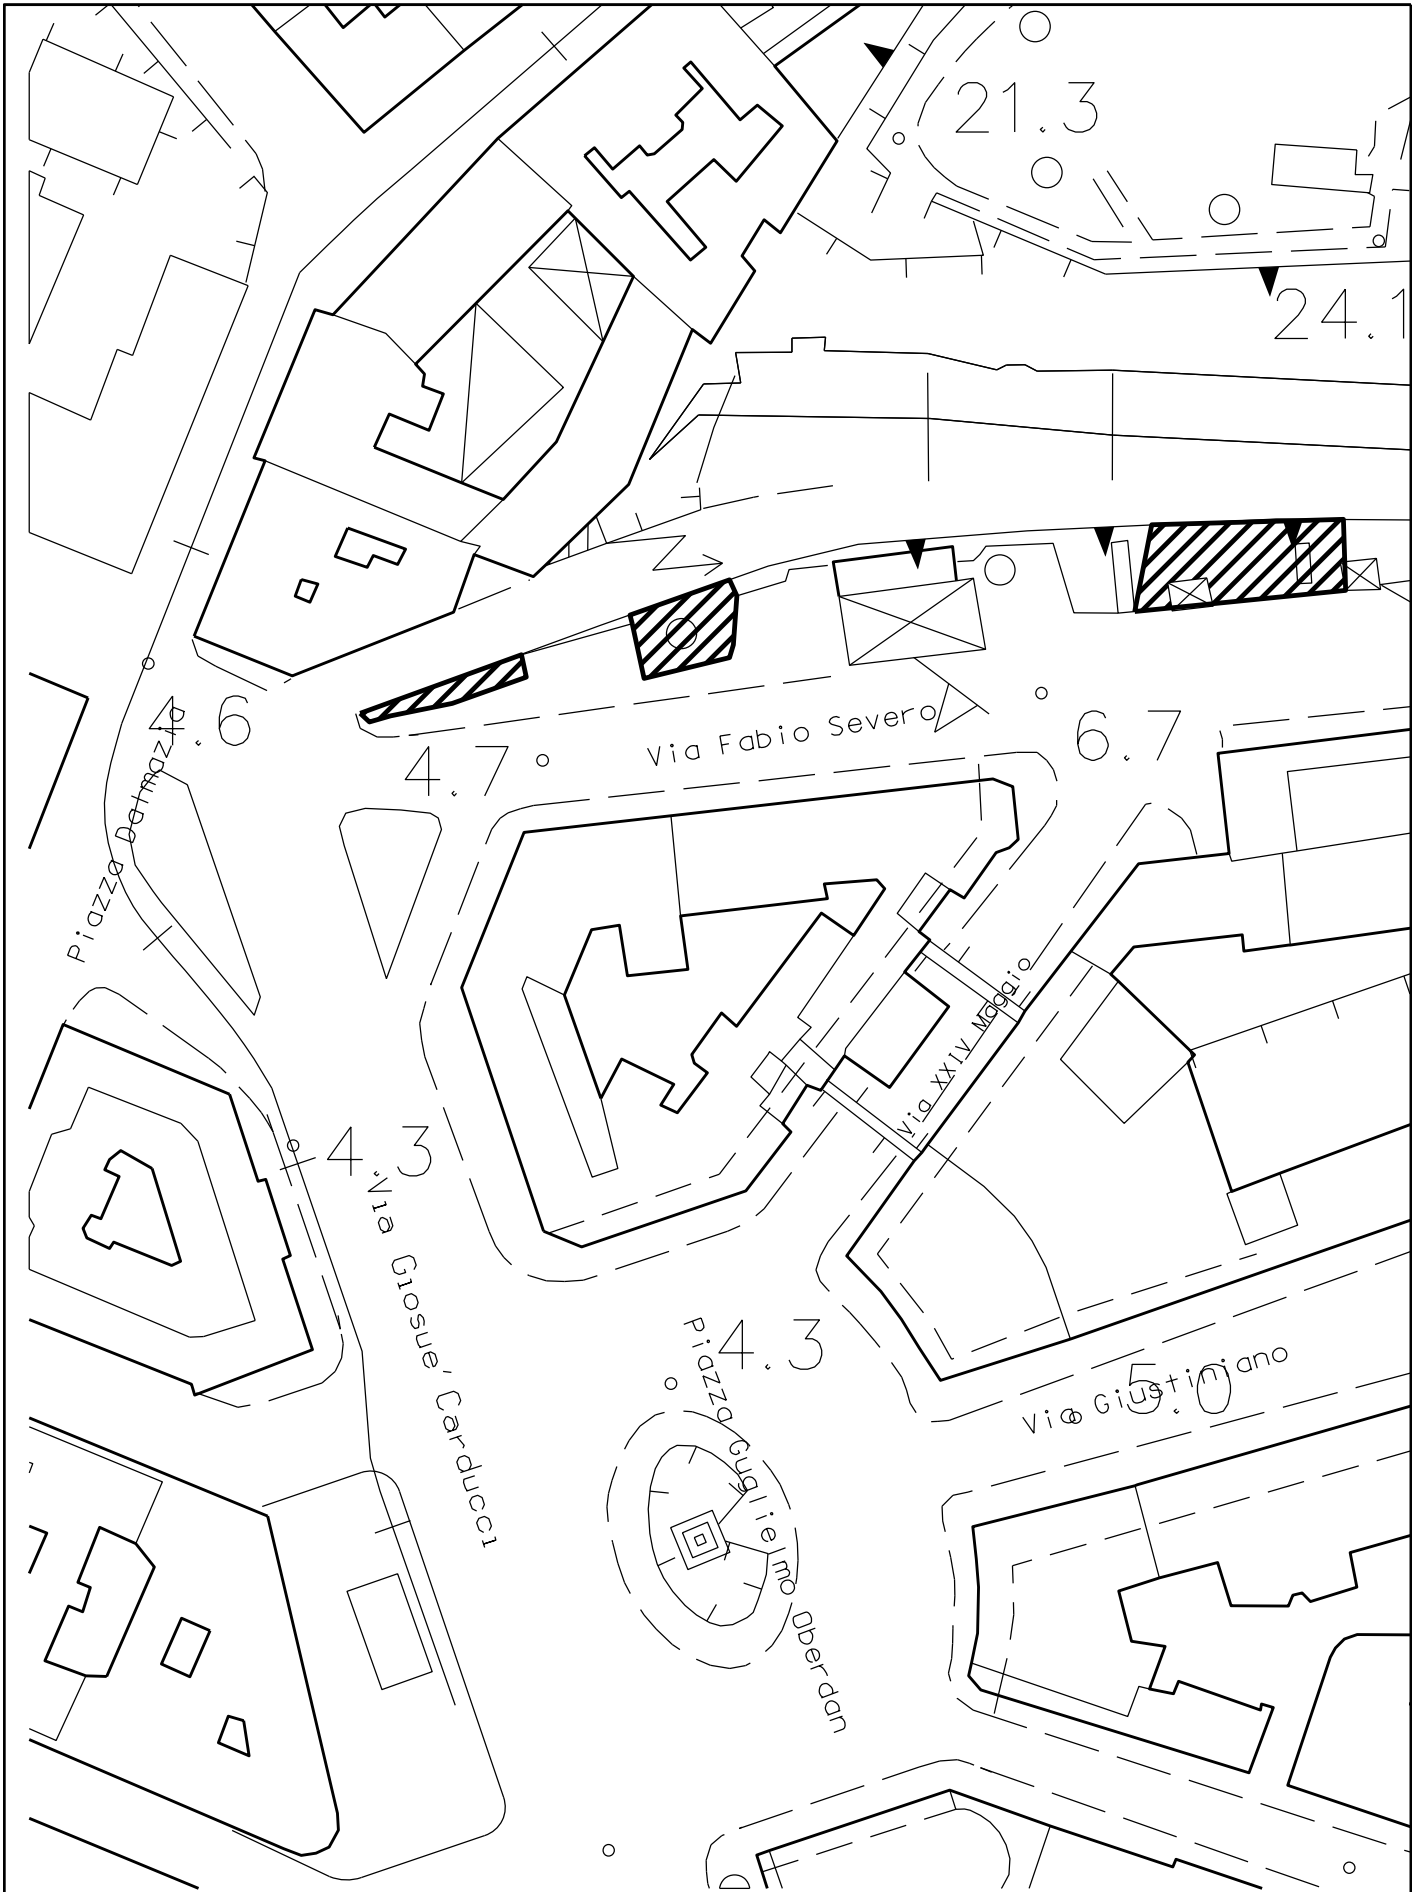 21.3
24.1
4.6
Piazza Dalmazia
4.7
Via Fabio Severo
6.7
Via XXIV Maggio
4.3
Via Giosue' Carducci
Piazza Guglielmo Oberdan
4.3
5.0
Via Giustiniano